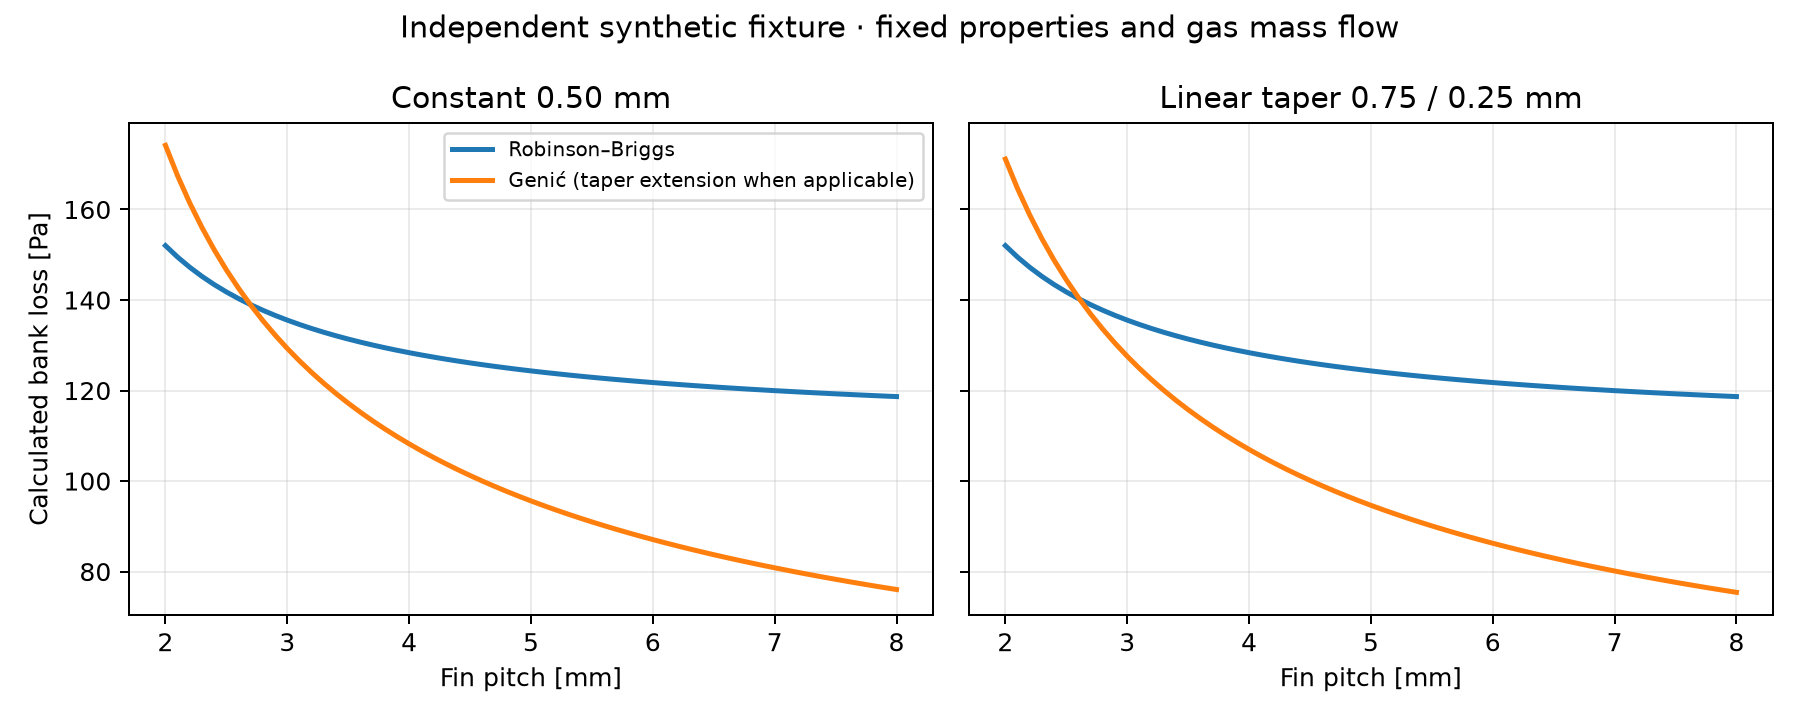 Independent synthetic fixture · fixed properties and gas mass flow
Constant 0.50 mm
Linear taper 0.75 / 0.25 mm
Robinson–Briggs
Genić (taper extension when applicable)
Calculated bank loss [Pa]
160
140
120
100
80
2 3 4 5 6 7 8
2 3 4 5 6 7 8
Fin pitch [mm]
Fin pitch [mm]